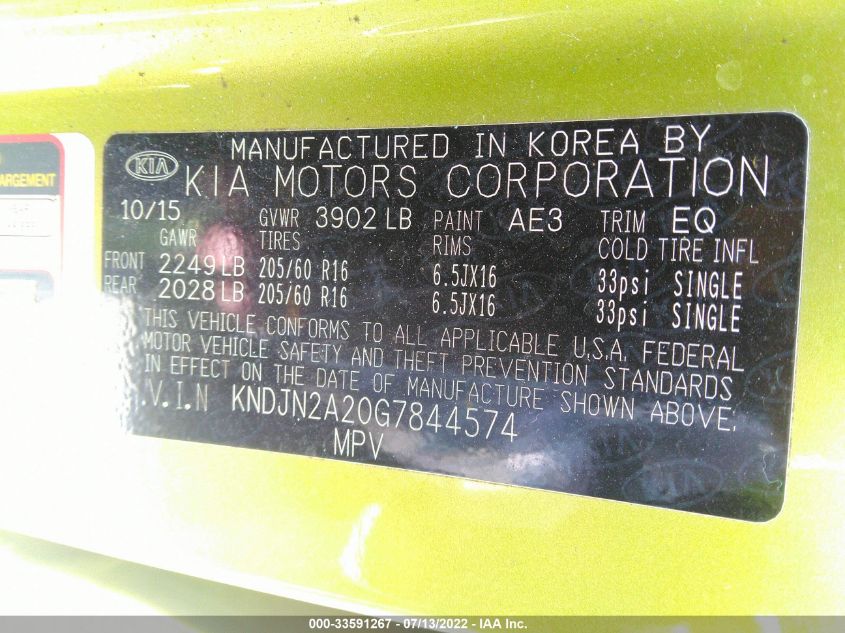 MANUFACTURED IN KOREA BY
KIA KIA MOTORS CORPORATION
10/15 GVWR 3902 LB PAINT AE3 TRIM EQ
GAWR TIRES RIMS COLD TIRE INFL
FRONT 2249 LB 205/60 R16 6.5JX16 33psi SINGLE
REAR 2028 LB 205/60 R16 6.5JX16 33psi SINGLE
THIS VEHICLE CONFORMS TO ALL APPLICABLE U.S.A. FEDERAL
MOTOR VEHICLE SAFETY AND THEFT PREVENTION STANDARDS
IN EFFECT ON THE DATE OF MANUFACTURE SHOWN ABOVE.
V.I.N KNDJN2A20G7844574
MPV
ARGEMENT
000-33591267 - 07/13/2022 - IAA Inc.